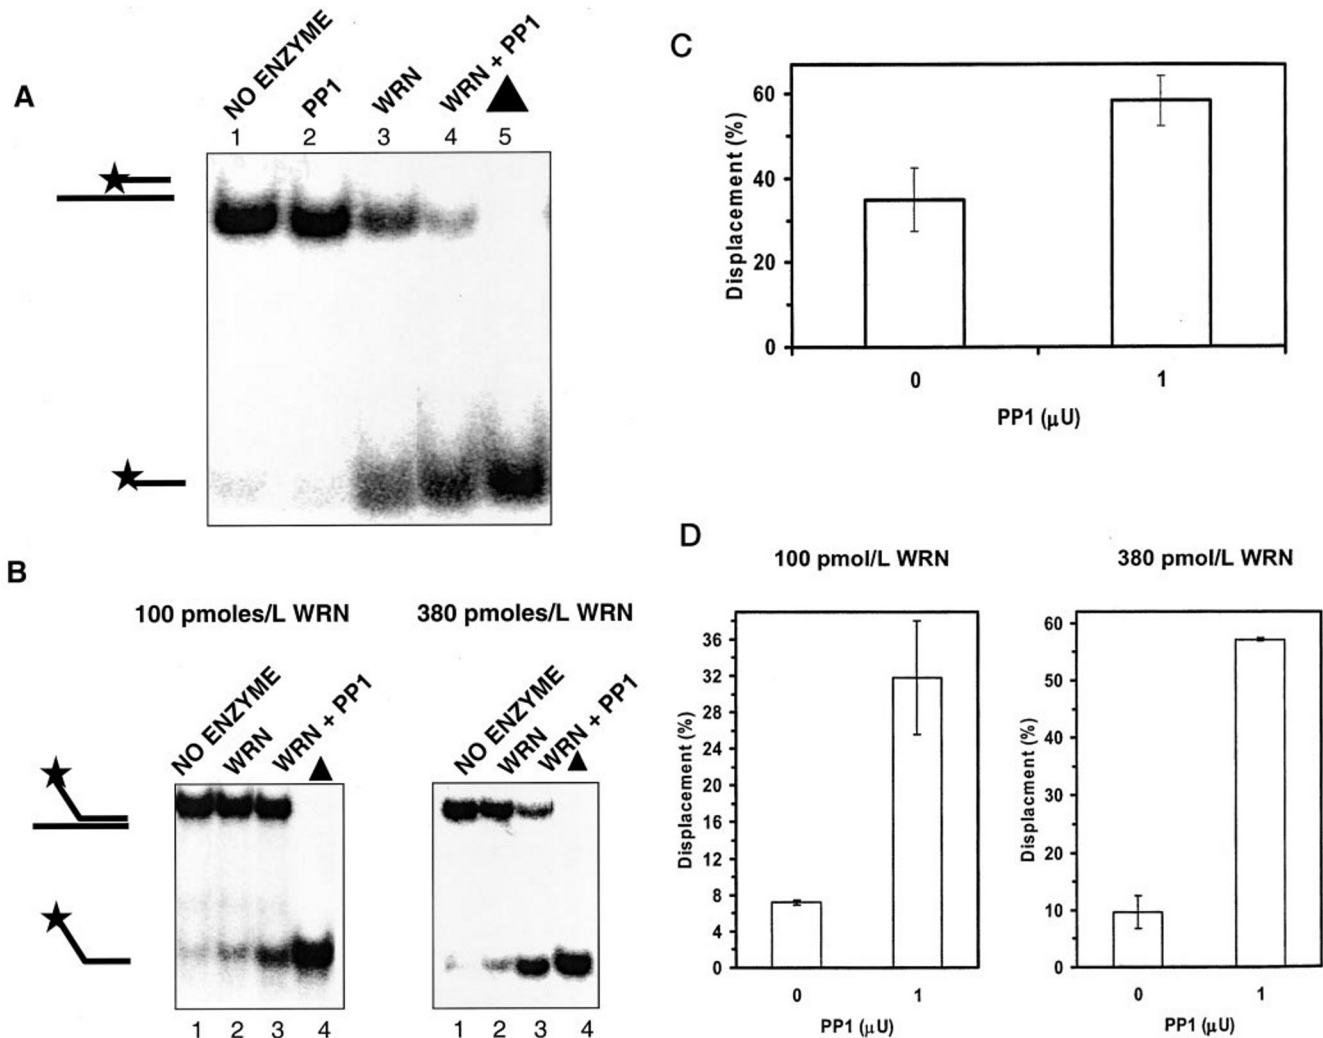 A
NO ENZYME
PP1
WRN
WRN + PP1
1 2 3 4 5
B
100 pmoles/L WRN
NO ENZYME
WRN
WRN + PP1
1 2 3 4
380 pmoles/L WRN
NO ENZYME
WRN
WRN + PP1
1 2 3 4
C
Displacement (%)
60
40
20
0
0 1
PP1 (µU)
D
100 pmol/L WRN
Displacement (%)
36
32
28
24
20
16
12
8
4
0
0 1
PP1 (µU)
380 pmol/L WRN
Displacment (%)
60
50
40
30
20
10
0
0 1
PP1 (µU)